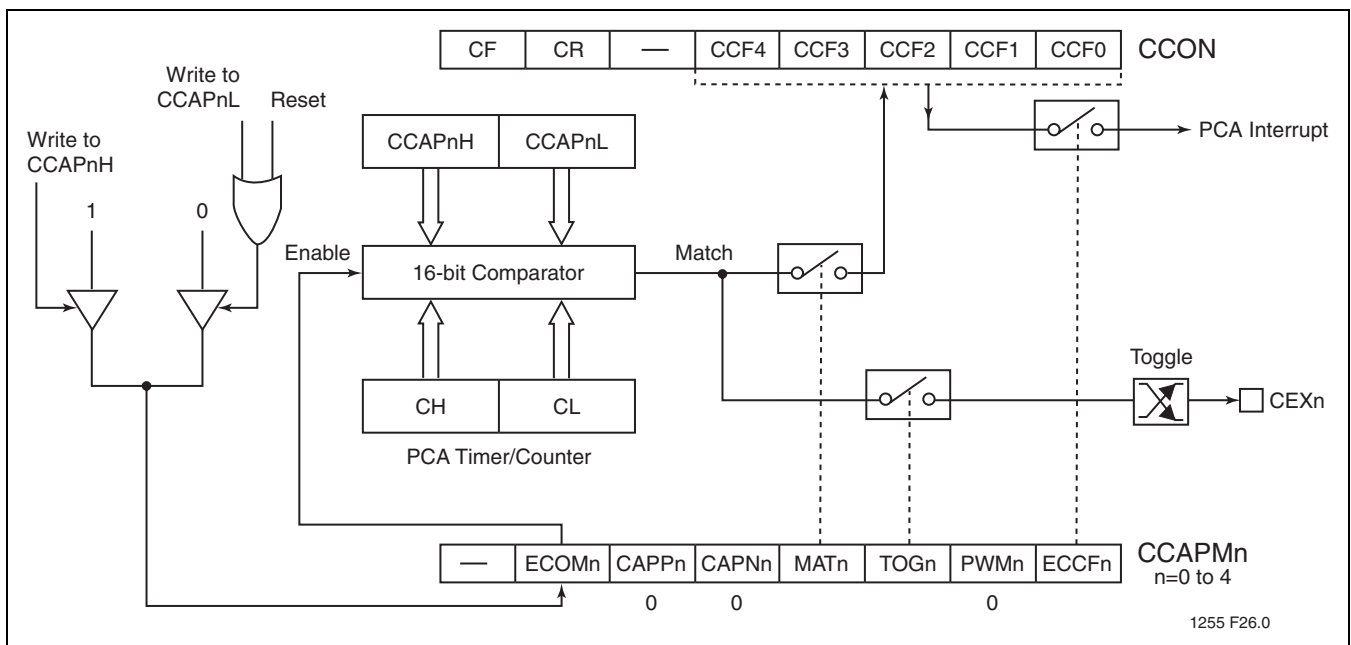 CF CR — CCF4 CCF3 CCF2 CCF1 CCF0 CCON
Write to
CCAPnL Reset
Write to
CCAPnH
CCAPnH CCAPnL
PCA Interrupt
1 0
Enable
16-bit Comparator
Match
Toggle
CH CL
CEXn
PCA Timer/Counter
— ECOMn CAPPn CAPNn MATn TOGn PWMn ECCFn CCAPMn
n=0 to 4
0 0 0
1255 F26.0